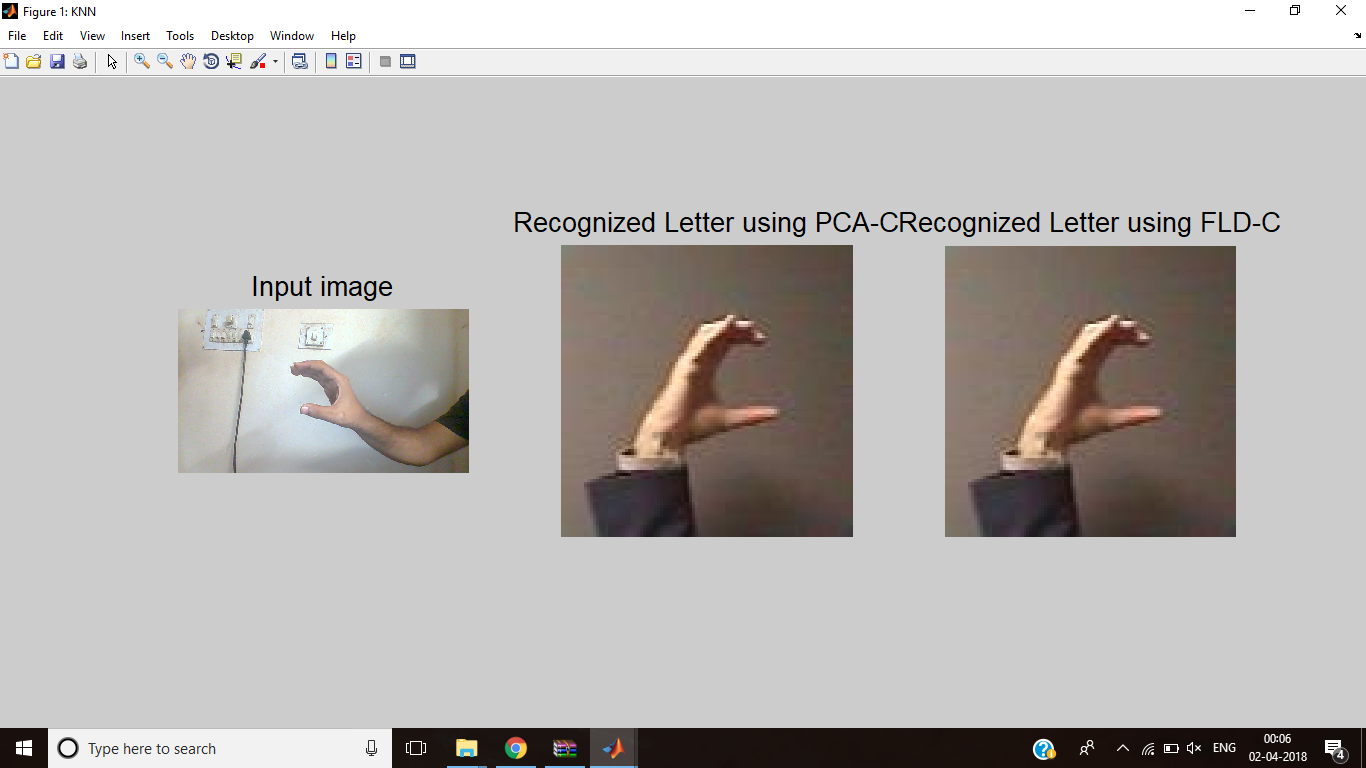 Figure 1: KNN
File Edit View Insert Tools Desktop Window Help
Recognized Letter using PCA-CRecognized Letter using FLD-C
Input image
Type here to search
ENG
00:06
02-04-2018
4